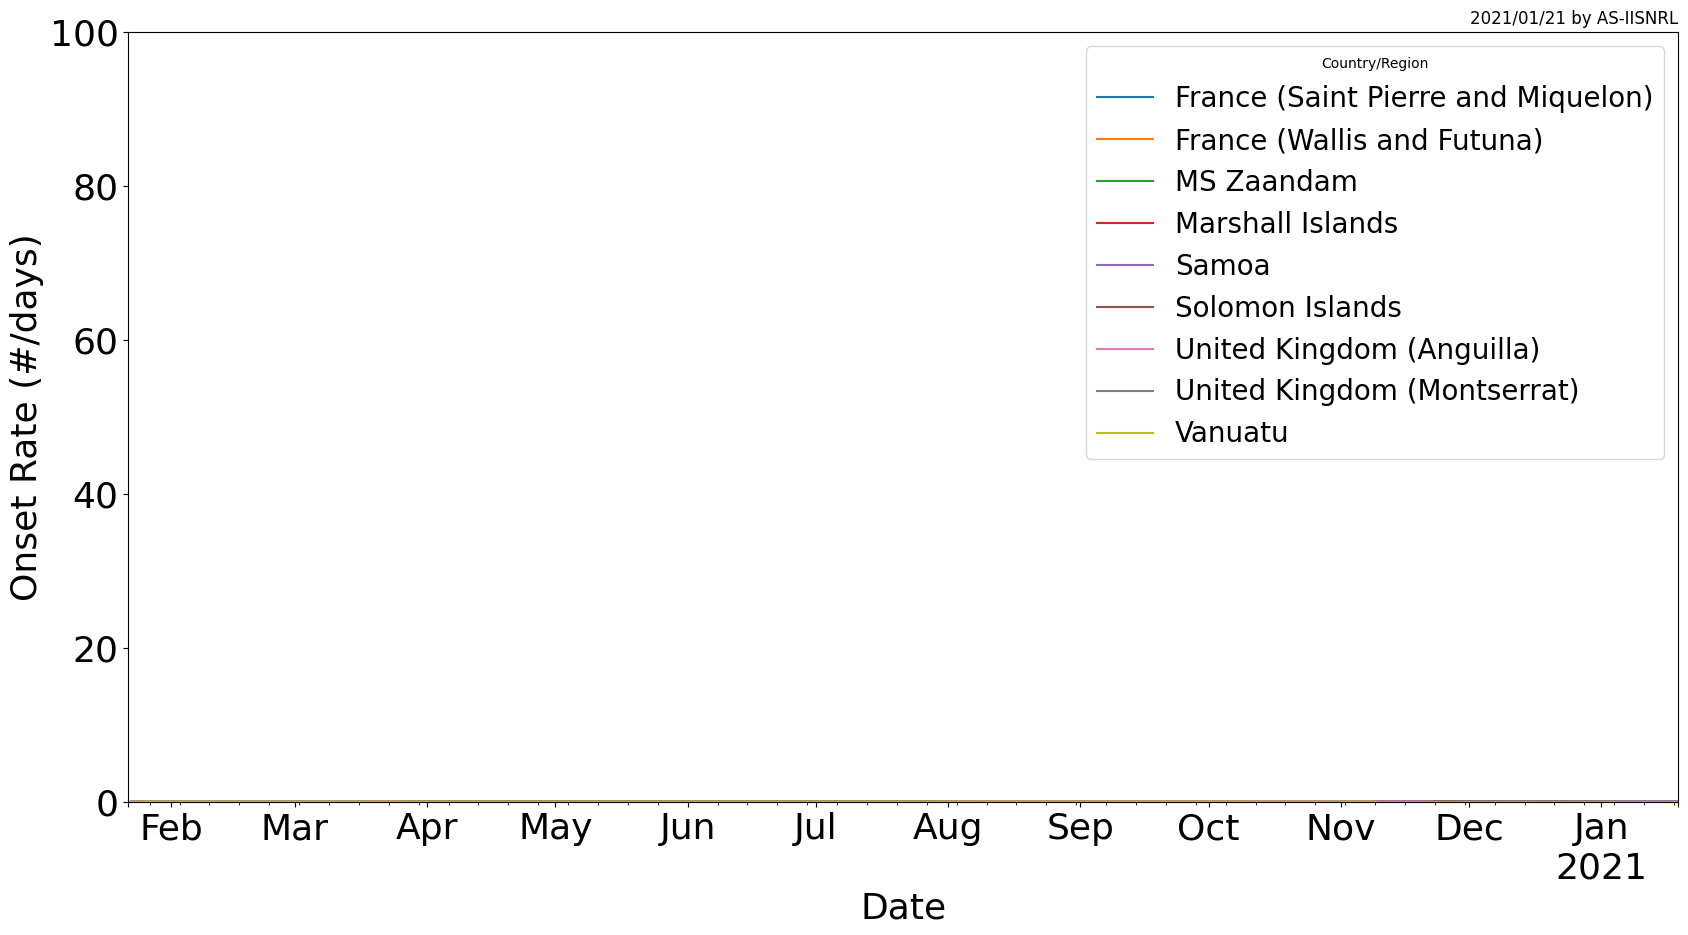 2021/01/21 by AS-IISNRL
100
80
60
40
20
0
Onset Rate (#/days)
Country/Region
France (Saint Pierre and Miquelon)
France (Wallis and Futuna)
MS Zaandam
Marshall Islands
Samoa
Solomon Islands
United Kingdom (Anguilla)
United Kingdom (Montserrat)
Vanuatu
Feb Mar Apr May Jun Jul Aug Sep Oct Nov Dec Jan
2021
Date